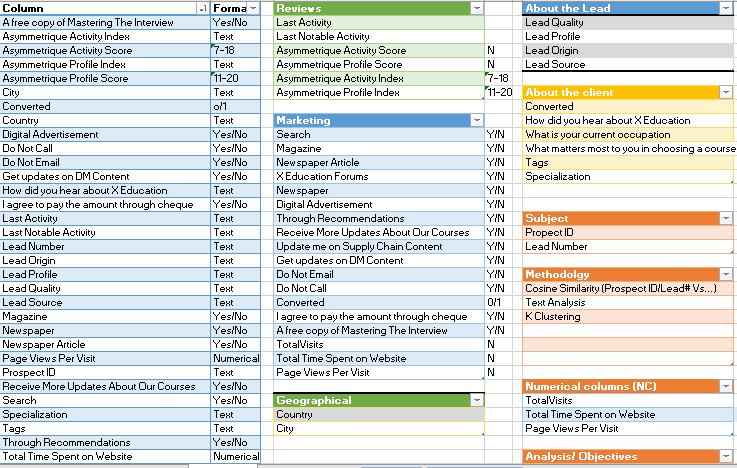 Column Forma
A free copy of Mastering The Interview Yes/No
Asymmetrique Activity Index Text
Asymmetrique Activity Score 7-18
Asymmetrique Profile Index Text
Asymmetrique Profile Score 11-20
City Text
Converted o/1
Country Text
Digital Advertisement Yes/No
Do Not Call Yes/No
Do Not Email Yes/No
Get updates on DM Content Yes/No
How did you hear about X Education Text
I agree to pay the amount through cheque Yes/No
Last Activity Text
Last Notable Activity Text
Lead Number Text
Lead Origin Text
Lead Profile Text
Lead Quality Text
Lead Source Text
Magazine Yes/No
Newspaper Yes/No
Newspaper Article Yes/No
Page Views Per Visit Numerical
Prospect ID Text
Receive More Updates About Our Courses Yes/No
Search Yes/No
Specialization Text
Tags Text
Through Recommendations Yes/No
Total Time Spent on Website Numerical
Reviews
Last Activity
Last Notable Activity
Asymmetrique Activity Score N
Asymmetrique Profile Score N
Asymmetrique Activity Index 7-18
Asymmetrique Profile Index 11-20
Marketing
Search Y/N
Magazine Y/N
Newspaper Article Y/N
X Education Forums Y/N
Newspaper Y/N
Digital Advertisement Y/N
Through Recommendations Y/N
Receive More Updates About Our Courses Y/N
Update me on Supply Chain Content Y/N
Get updates on DM Content Y/N
Do Not Email Y/N
Do Not Call Y/N
Converted 0/1
I agree to pay the amount through cheque Y/N
A free copy of Mastering The Interview Y/N
TotalVisits N
Total Time Spent on Website N
Page Views Per Visit N
Geographical
Country
City
About the Lead
Lead Quality
Lead Profile
Lead Origin
Lead Source
About the client
Converted
How did you hear about X Education
What is your current occupation
What matters most to you in choosing a course
Tags
Specialization
Subject
Propect ID
Lead Number
Methodolgy
Cosine Similarity (Prospect ID/Lead# Vs...)
Text Analysis
K Clustering
Numerical columns (NC)
TotalVisits
Total Time Spent on Website
Page Views Per Visit
Analysis/ Objectives